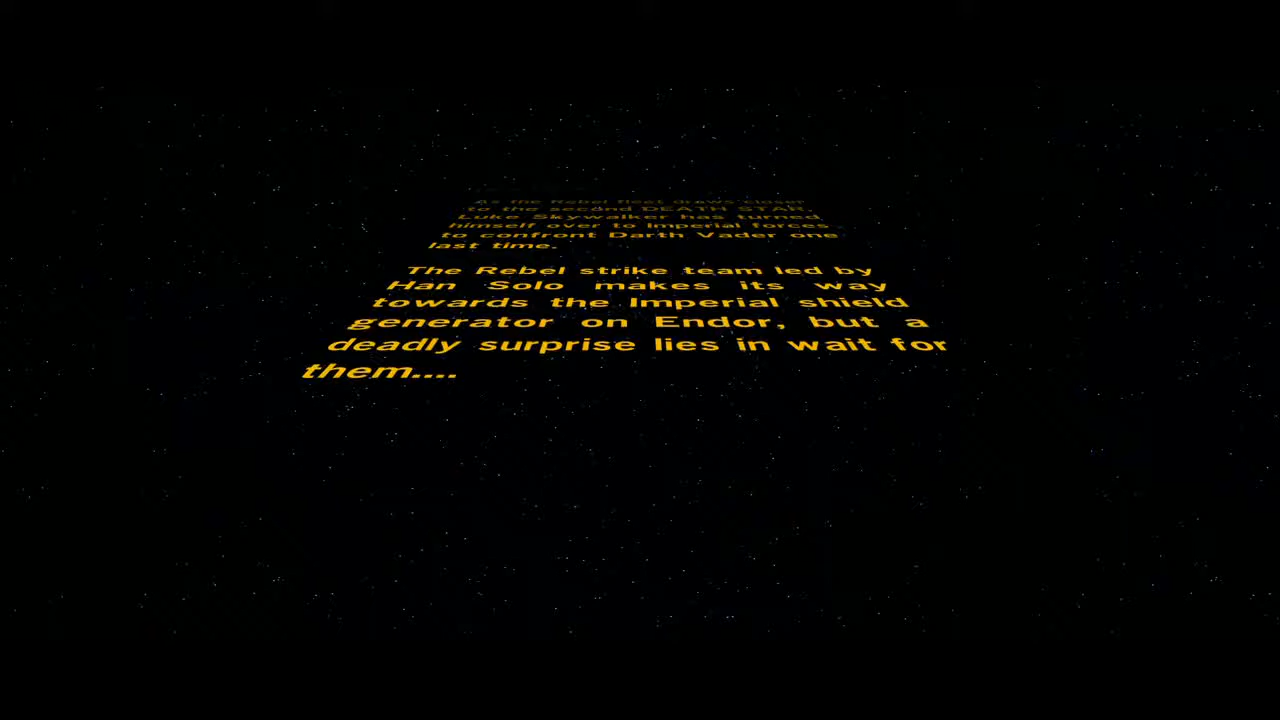 As the Rebel fleet draws closer
to the second DEATH STAR,
Luke Skywalker has turned
himself over to Imperial forces
to confront Darth Vader one
last time.
The Rebel strike team led by
Han Solo makes its way
towards the Imperial shield
generator on Endor, but a
deadly surprise lies in wait for
them....